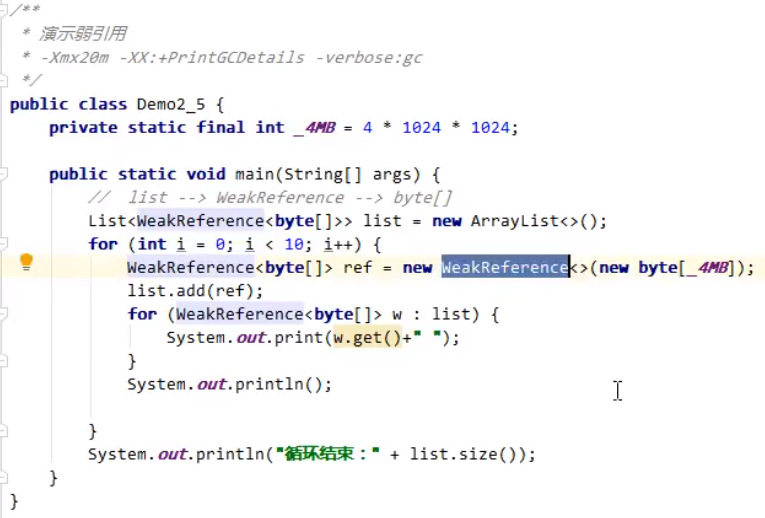 /**
 * 演示弱引用
 * -Xmx20m -XX:+PrintGCDetails -verbose:gc
 */
public class Demo2_5 {
    private static final int _4MB = 4 * 1024 * 1024;

    public static void main(String[] args) {
        //  list --> WeakReference --> byte[]
        List<WeakReference<byte[]>> list = new ArrayList<>();
        for (int i = 0; i < 10; i++) {
            WeakReference<byte[]> ref = new WeakReference<>(new byte[_4MB]);
            list.add(ref);
            for (WeakReference<byte[]> w : list) {
                System.out.print(w.get()+" ");
            }
            System.out.println();

        }
        System.out.println("循环结束：" + list.size());
    }
}